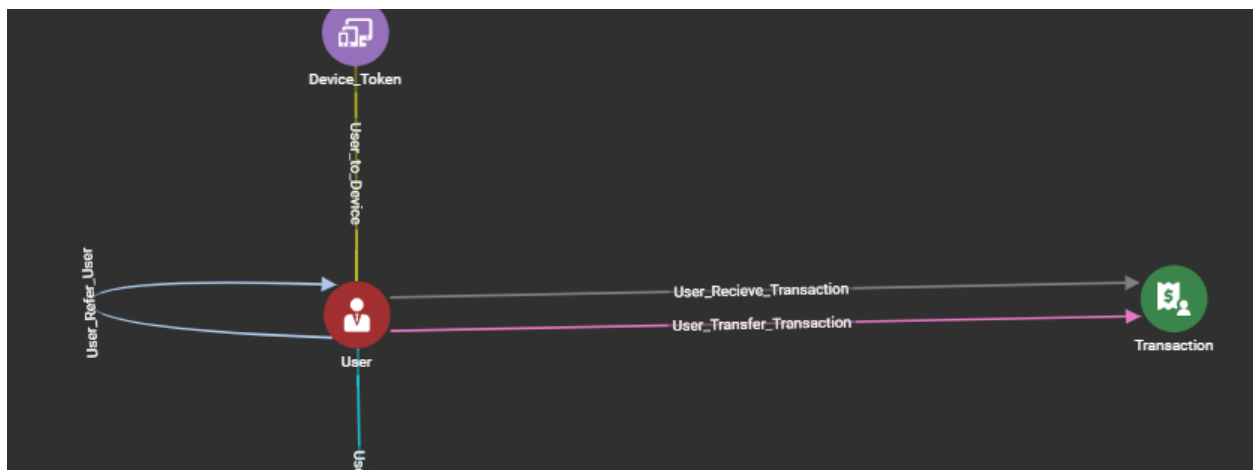 Device_Token
User_to_Device
User_Refer_User
User_Recieve_Transaction
User_Transfer_Transaction
User
Transaction